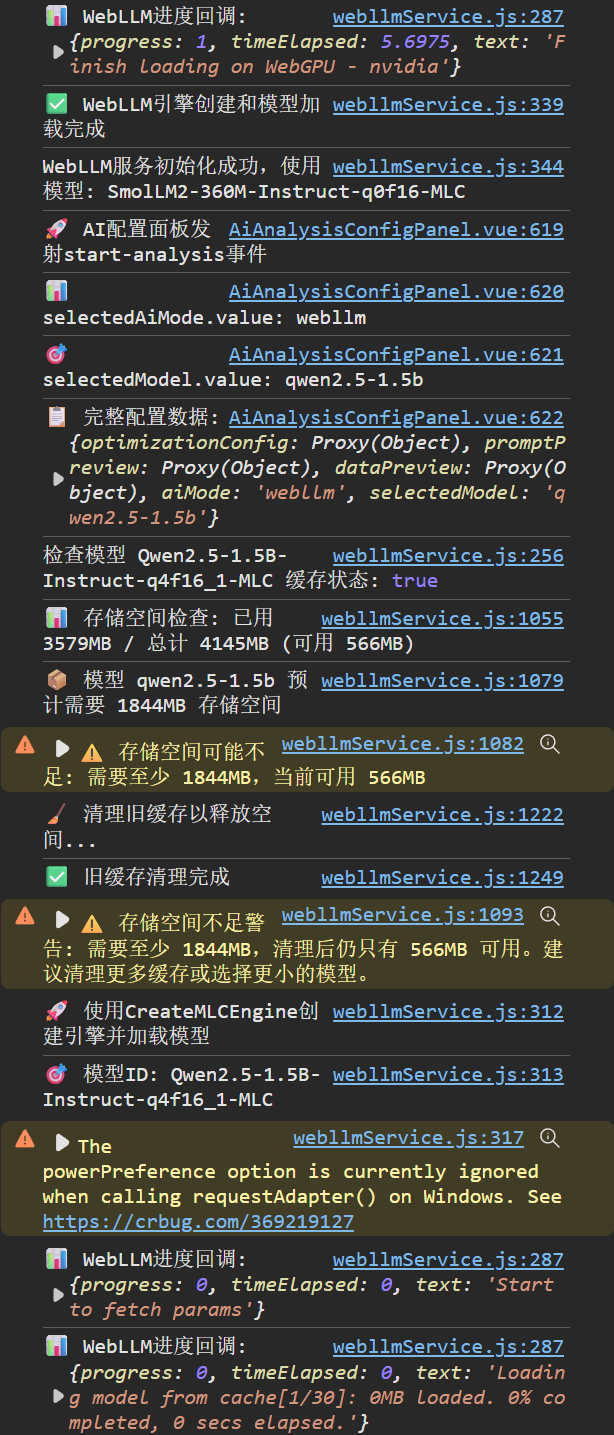 📊 WebLLM进度回调: webllmService.js:287
{progress: 1, timeElapsed: 5.6975, text: 'F
inish loading on WebGPU - nvidia'}
✅ WebLLM引擎创建和模型加 webllmService.js:339
载完成
WebLLM服务初始化成功，使用 webllmService.js:344
模型: SmolLM2-360M-Instruct-q0f16-MLC
🚀 AI配置面板发 AiAnalysisConfigPanel.vue:619
射start-analysis事件
📊 AiAnalysisConfigPanel.vue:620
selectedAiMode.value: webllm
🎯 AiAnalysisConfigPanel.vue:621
selectedModel.value: qwen2.5-1.5b
📋 完整配置数据: AiAnalysisConfigPanel.vue:622
{optimizationConfig: Proxy(Object), promptP
review: Proxy(Object), dataPreview: Proxy(O
bject), aiMode: 'webllm', selectedModel: 'q
wen2.5-1.5b'}
检查模型 Qwen2.5-1.5B- webllmService.js:256
Instruct-q4f16_1-MLC 缓存状态: true
📊 存储空间检查: 已用 webllmService.js:1055
3579MB / 总计 4145MB (可用 566MB)
📦 模型 qwen2.5-1.5b 预 webllmService.js:1079
计需要 1844MB 存储空间
⚠️ 存储空间可能不 webllmService.js:1082
足: 需要至少 1844MB，当前可用 566MB
🧹 清理旧缓存以释放空 webllmService.js:1222
间...
✅ 旧缓存清理完成 webllmService.js:1249
⚠️ 存储空间不足警 webllmService.js:1093
告: 需要至少 1844MB，清理后仍只有 566MB 可用。建
议清理更多缓存或选择更小的模型。
🚀 使用CreateMLCEngine创 webllmService.js:312
建引擎并加载模型
🎯 模型ID: Qwen2.5-1.5B- webllmService.js:313
Instruct-q4f16_1-MLC
The webllmService.js:317
powerPreference option is currently ignored
when calling requestAdapter() on Windows. See
https://crbug.com/369219127
📊 WebLLM进度回调: webllmService.js:287
{progress: 0, timeElapsed: 0, text: 'Start
to fetch params'}
📊 WebLLM进度回调: webllmService.js:287
{progress: 0, timeElapsed: 0, text: 'Loadin
g model from cache[1/30]: 0MB loaded. 0% co
mpleted, 0 secs elapsed.'}